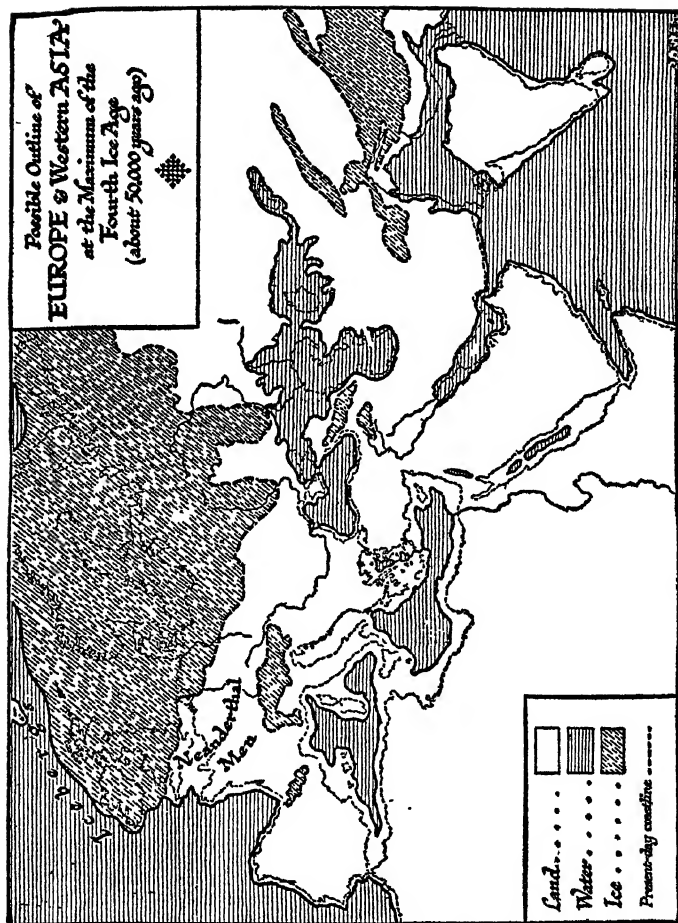 Possible Outline of
EUROPE & Western ASIA
at the Maximum of the
Fourth Ice Age
(about 50,000 years ago)
Neanderthal
Men
Land
Water
Ice
Present-day coastline